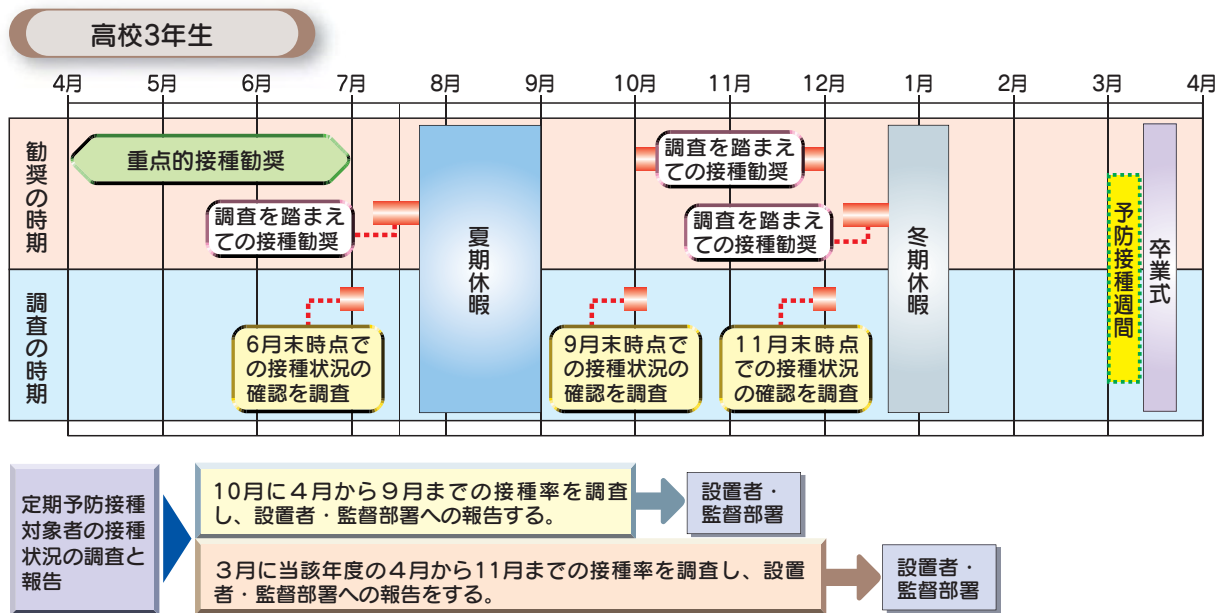 高校3年生
4月 5月 6月 7月 8月 9月 10月 11月 12月 1月 2月 3月 4月
勧奨の時期
重点的接種勧奨
調査を踏まえ
ての接種勧奨
夏期休暇
調査を踏まえ
ての接種勧奨
調査を踏まえ
ての接種勧奨
冬期休暇
予防接種週間
卒業式
調査の時期
6月末時点で
の接種状況の
確認を調査
9月末時点で
の接種状況の
確認を調査
11月末時点
での接種状況
の確認を調査
定期予防接種
対象者の接種
状況の調査と
報告
10月に4月から9月までの接種率を調査
し、設置者・監督部署への報告する。
設置者・
監督部署
3月に当該年度の4月から11月までの接種率を調査し、設置
者・監督部署への報告をする。
設置者・
監督部署